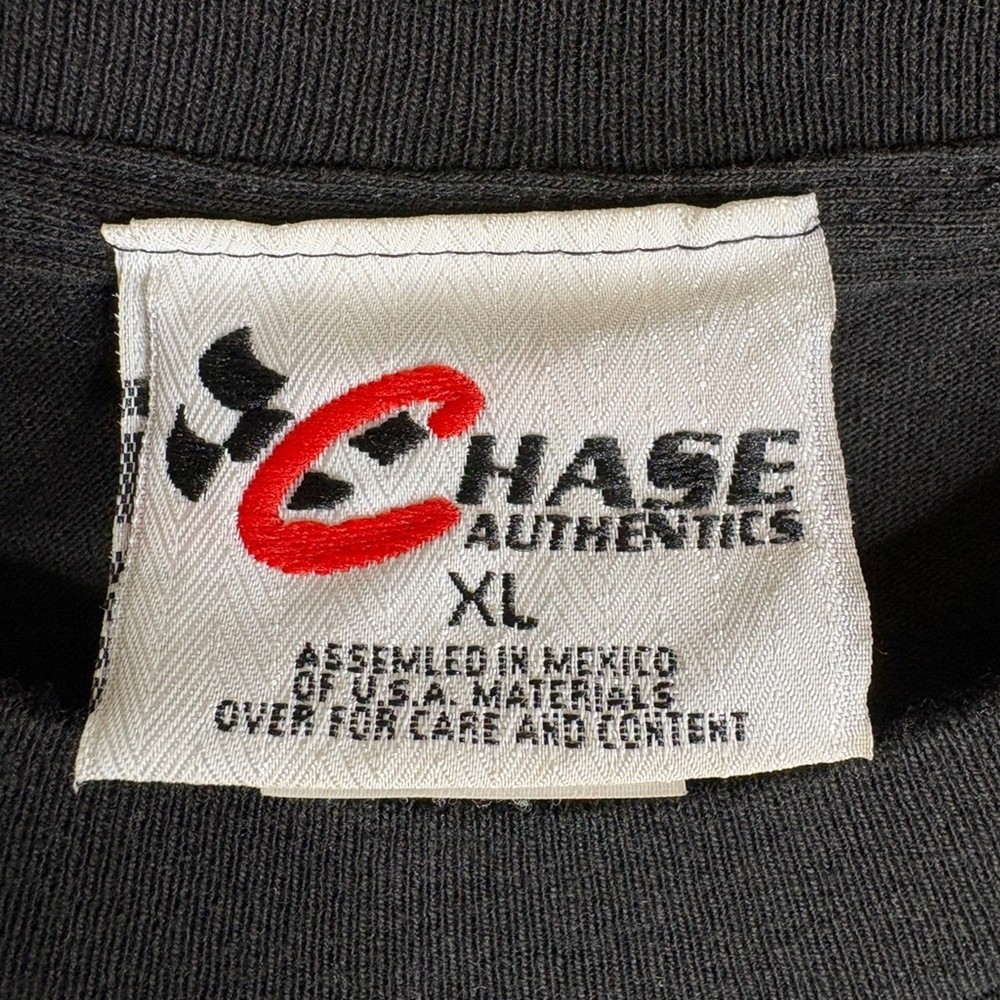 CHASE
AUTHENTICS
XL
ASSEMLED IN MEXICO
OF U.S.A. MATERIALS
OVER FOR CARE AND CONTENT